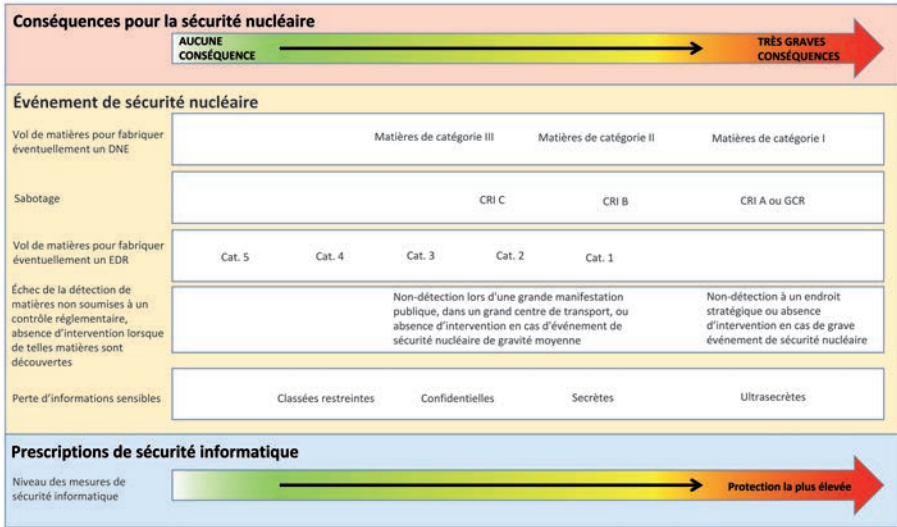 Conséquences pour la sécurité nucléaire
AUCUNE
CONSÉQUENCE
TRÈS GRAVES
CONSÉQUENCES
Événement de sécurité nucléaire
Vol de matières pour fabriquer
éventuellement un DNE
Matières de catégorie III
Matières de catégorie II
Matières de catégorie I
Sabotage
CRI C
CRI B
CRI A ou GCR
Vol de matières pour fabriquer
éventuellement un EDR
Cat. 5
Cat. 4
Cat. 3
Cat. 2
Cat. 1
Échec de la détection de
matières non soumises à un
contrôle réglementaire,
absence d'intervention lorsque
de telles matières sont
découvertes
Non-détection lors d'une grande manifestation
publique, dans un grand centre de transport, ou
absence d'intervention en cas d'événement de
sécurité nucléaire de gravité moyenne
Non-détection à un endroit
stratégique ou absence
d'intervention en cas de grave
événement de sécurité nucléaire
Perte d'informations sensibles
Classées restreintes
Confidentielles
Secrètes
Ultrasecrètes
Prescriptions de sécurité informatique
Niveau des mesures de
sécurité informatique
Protection la plus élevée